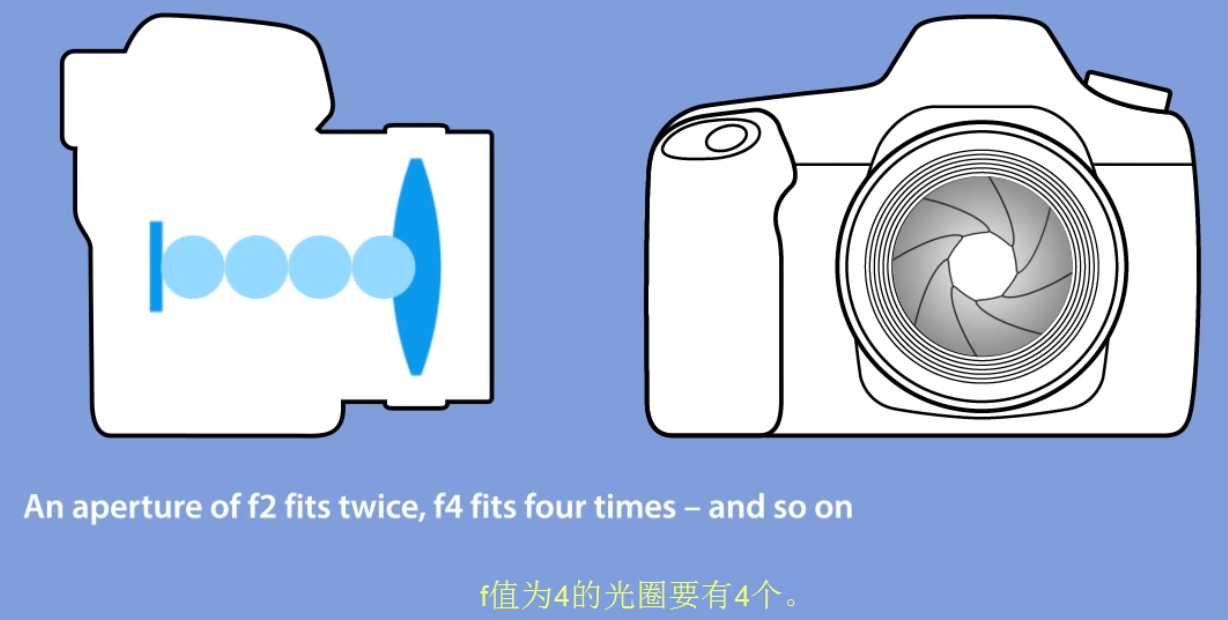 An aperture of f2 fits twice, f4 fits four times – and so on
f值为4的光圈要有4个。